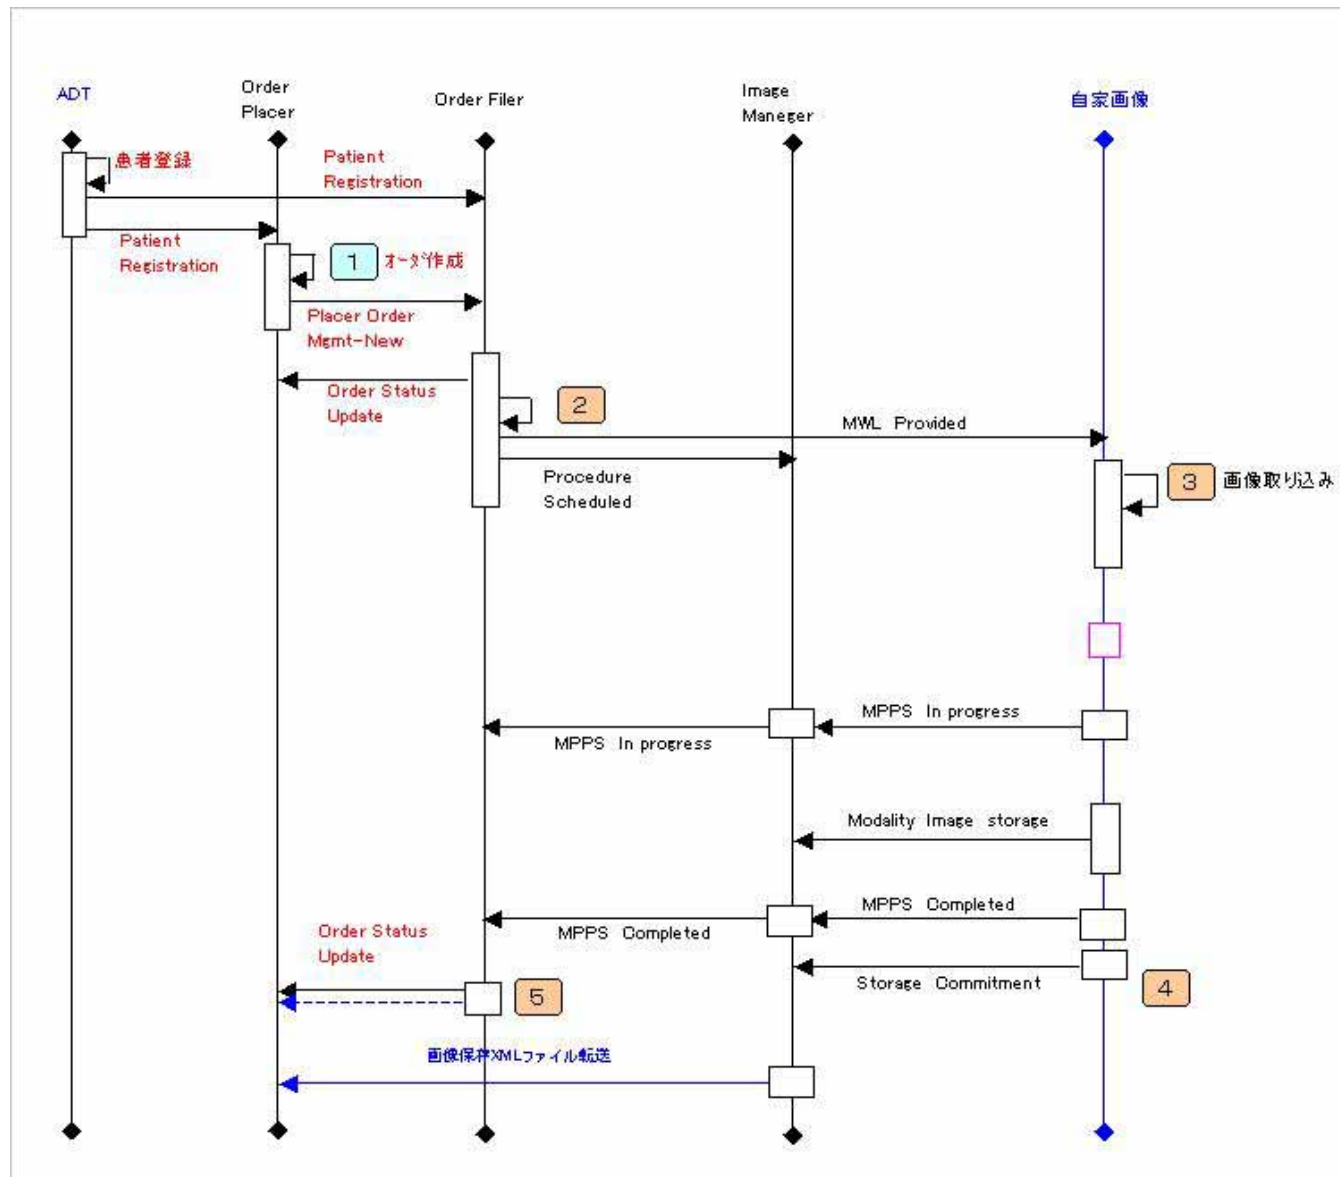 ADT
Order
Placer
Order Filer
Image
Maneger
自家画像
患者登録
Patient
Registration
Patient
Registration
1
オーダ作成
Placer Order
Mgmt-New
Order Status
Update
2
MWL Provided
Procedure
Scheduled
3
画像取り込み
MPPS In progress
MPPS In progress
Modality Image storage
MPPS Completed
MPPS Completed
Order Status
Update
Storage Commitment
4
5
画像保存XMLファイル転送